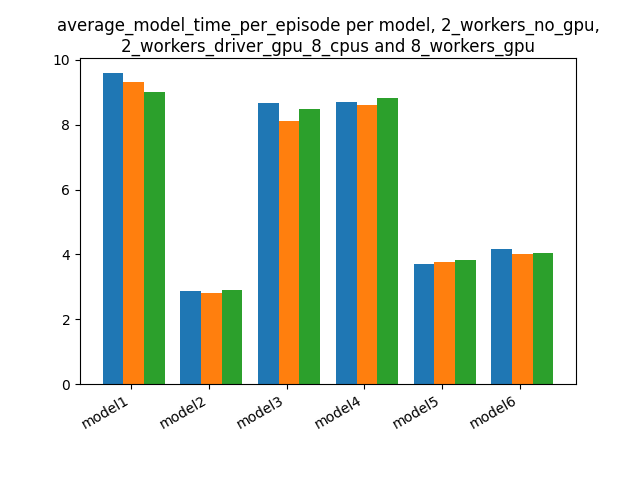 average_model_time_per_episode per model, 2_workers_no_gpu,
2_workers_driver_gpu_8_cpus and 8_workers_gpu
10
8
6
4
2
0
model1
model2
model3
model4
model5
model6